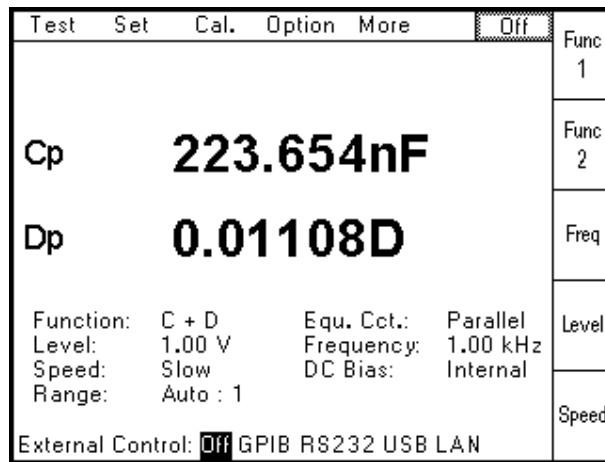 Test Set Cal. Option More Off
Func
1
Cp 223.654nF
Func
2
Dp 0.01108D
Freq
Function: C + D Equ. Cct.: Parallel
Level: 1.00 V Frequency: 1.00 kHz
Speed: Slow DC Bias: Internal
Range: Auto : 1
Level
Speed
External Control: Off GPIB RS232 USB LAN